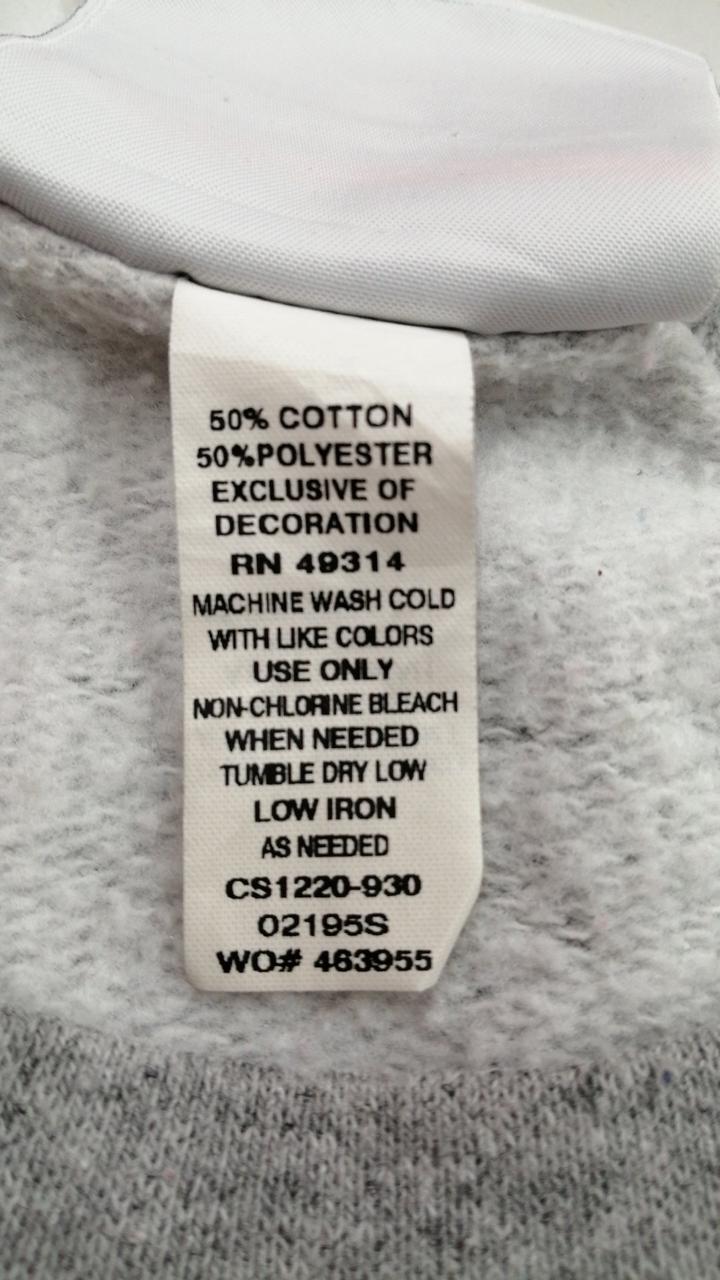 50% COTTON
50%POLYESTER
EXCLUSIVE OF
DECORATION
RN 49314
MACHINE WASH COLD
WITH LIKE COLORS
USE ONLY
NON-CHLORINE BLEACH
WHEN NEEDED
TUMBLE DRY LOW
LOW IRON
AS NEEDED
CS1220-930
02195S
WO# 463955